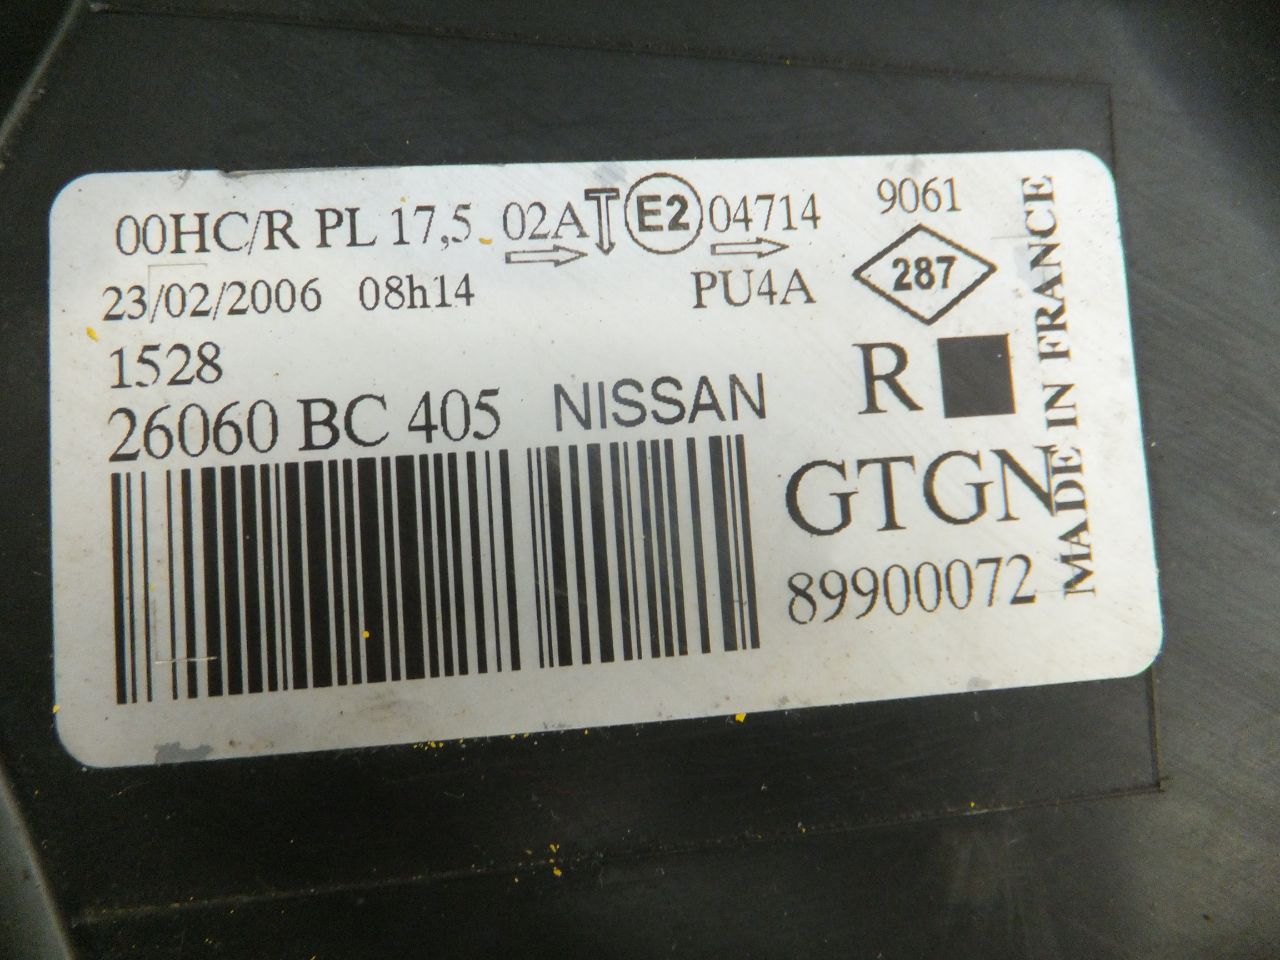 00HC/R PL 17,5 02A E2 04714 9061
23/02/2006 08h14 PU4A 287
1528
26060 BC 405 NISSAN R
GTGN
89900072
MADE IN FRANCE